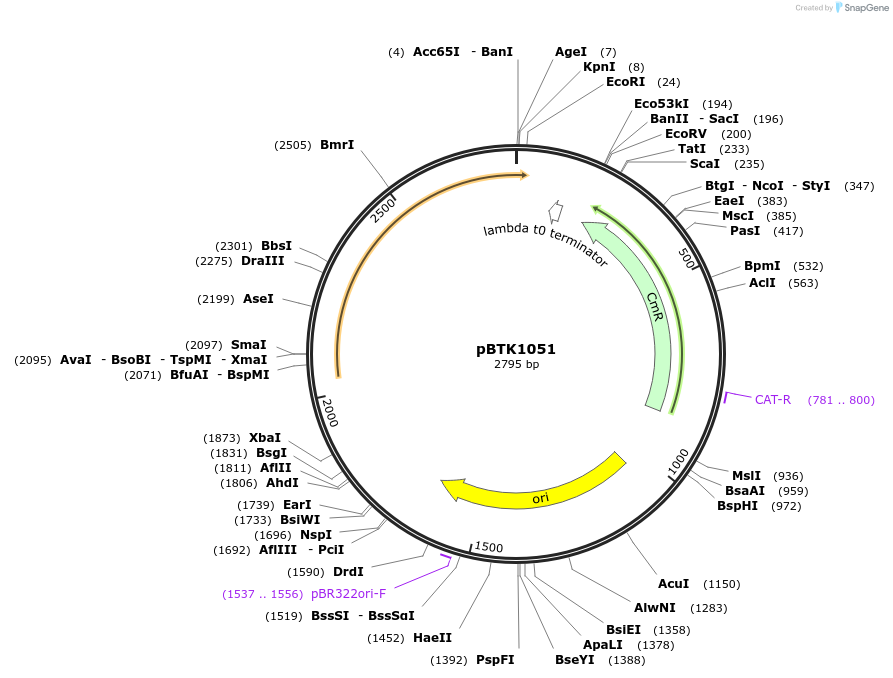 Created by SnapGene
(4) Acc65I - BanI
AgeI (7)
KpnI (8)
EcoRI (24)
Eco53kI (194)
BanII - SacI (196)
EcoRV (200)
TatI (233)
ScaI (235)
BtgI - NcoI - StyI (347)
EaeI (383)
MscI (385)
PasI (417)
BpmI (532)
AclI (563)
CAT-R (781 .. 800)
MslI (936)
BsaAI (959)
BspHI (972)
AcuI (1150)
AlwNI (1283)
BsiEI (1358)
ApaLI (1378)
BseYI (1388)
(1392) PspFI
(1452) HaeII
(1519) BssSI - BssSαI
(1537 .. 1556) pBR322ori-F
(1590) DrdI
(1692) AflIII - PciI
(1696) NspI
(1733) BsiWI
(1739) EarI
(1806) AhdI
(1811) AflII
(1831) BsgI
(1873) XbaI
(2071) BfuAI - BspMI
(2095) AvaI - BsoBI - TspMI - XmaI
(2097) SmaI
(2199) AseI
(2275) DraIII
(2301) BbsI
(2505) BmrI
500
1000
1500
2000
2500
lambda t0 terminator
CmR
ori
pBTK1051
2795 bp